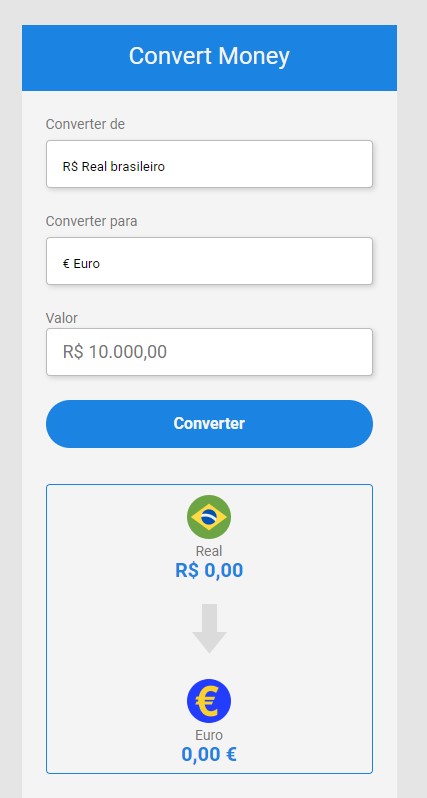 Convert Money
Converter de
R$ Real brasileiro
Converter para
€ Euro
Valor
R$ 10.000,00
Converter
Real
R$ 0,00
€
Euro
0,00 €